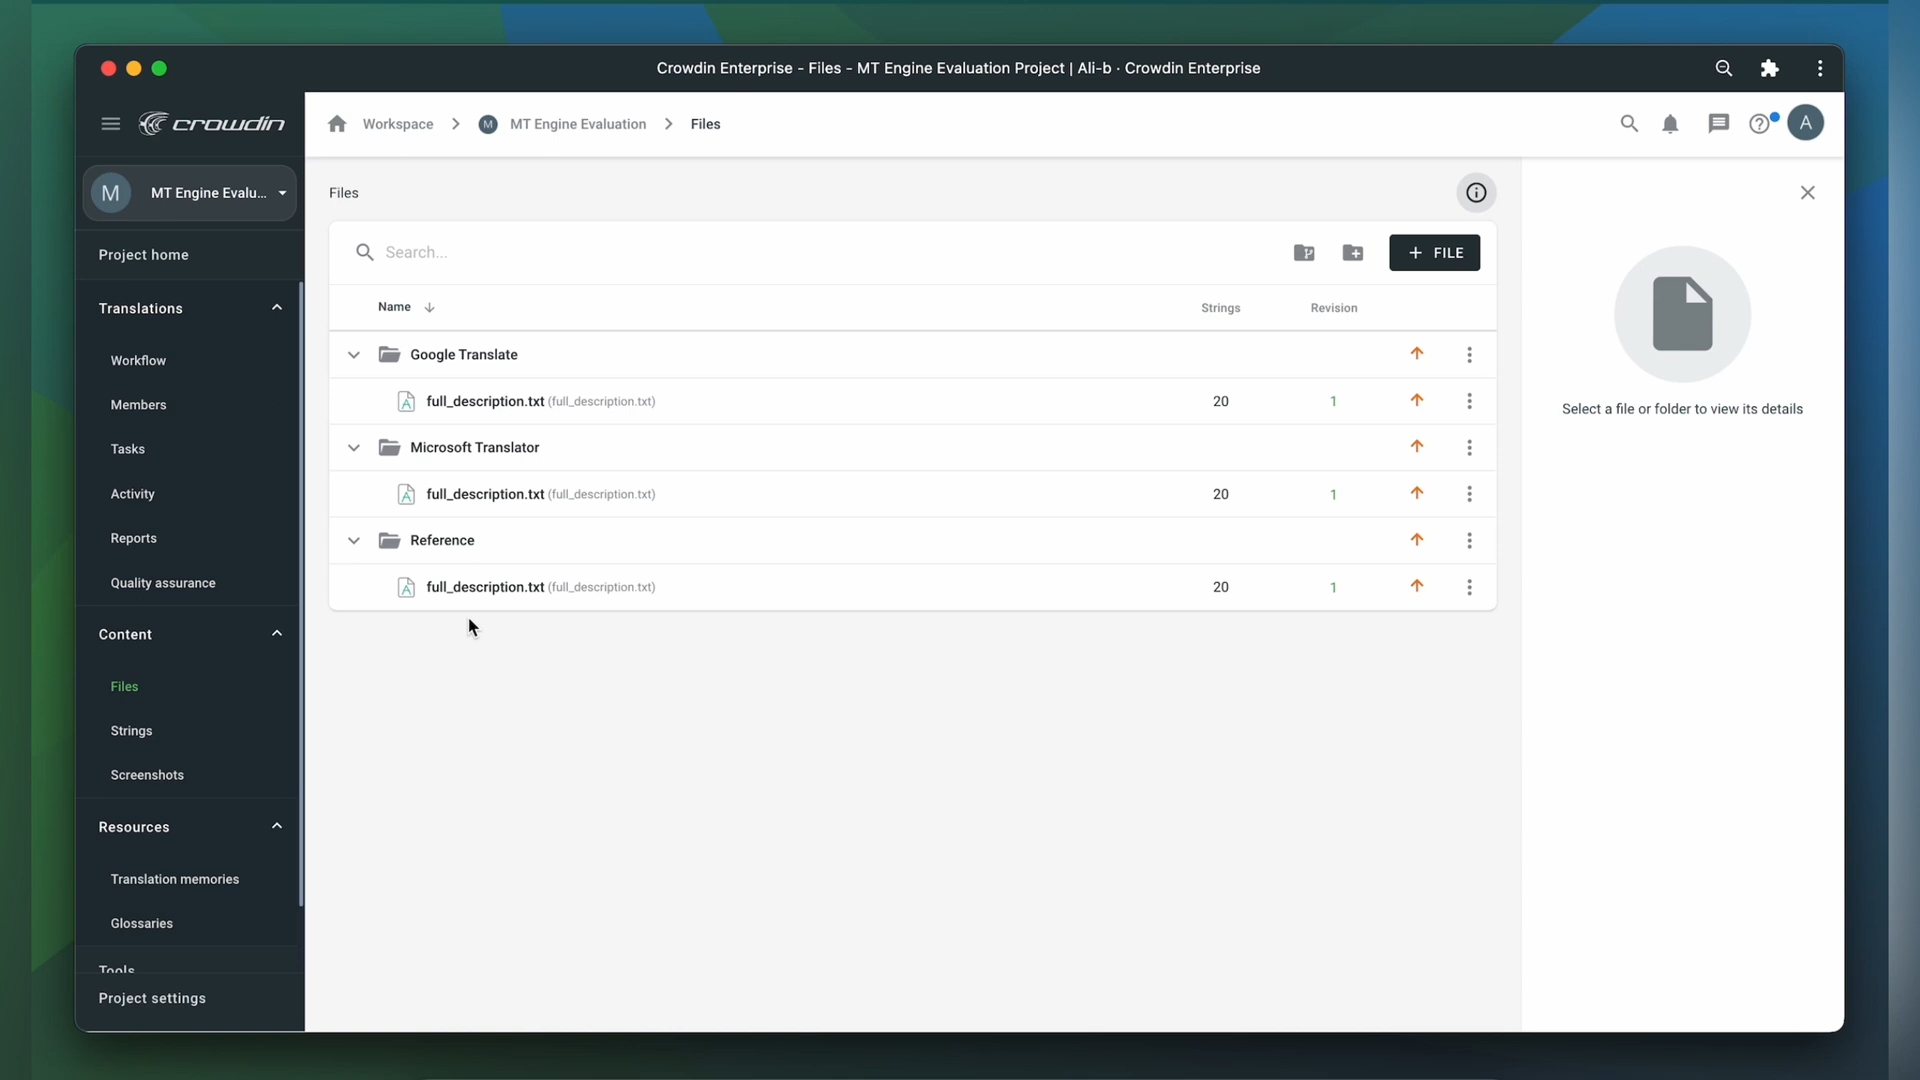 Crowdin Enterprise - Files - MT Engine Evaluation Project | Ali-b · Crowdin Enterprise
crowdin
Workspace
M
MT Engine Evaluation
Files
A
M
MT Engine Evalu...
Files
Project home
Search...
+ FILE
Translations
Name
Strings
Revision
Workflow
Google Translate
Members
full_description.txt (full_description.txt)
20
1
Select a file or folder to view its details
Tasks
Microsoft Translator
Activity
full_description.txt (full_description.txt)
20
1
Reports
Reference
Quality assurance
full_description.txt (full_description.txt)
20
1
Content
Files
Strings
Screenshots
Resources
Translation memories
Glossaries
Tools
Project settings